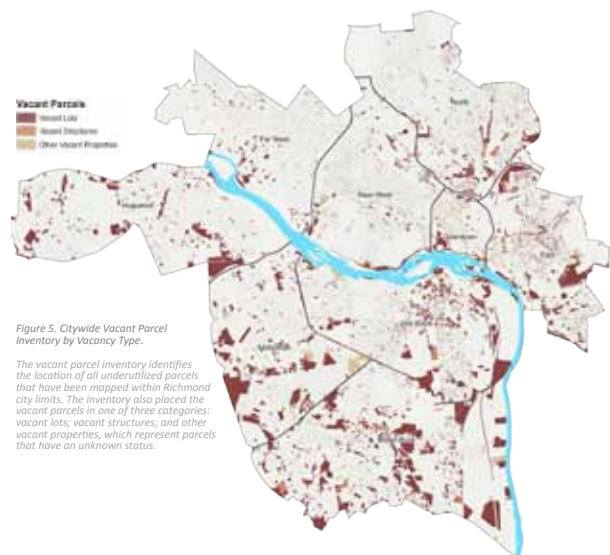 Vacant Parcels
Vacant Lots
Vacant Structures
Other Vacant Properties
North
Far West
Near West
Huguenot
Downtown
East
Old South
Midlothian
Figure 5. Citywide Vacant Parcel
Inventory by Vacancy Type.
The vacant parcel inventory identifies
the location of all underutilized parcels
that have been mapped within Richmond
city limits. The inventory also placed the
vacant parcels in one of three categories:
vacant lots; vacant structures; and other
vacant properties, which represent parcels
that have an unknown status.